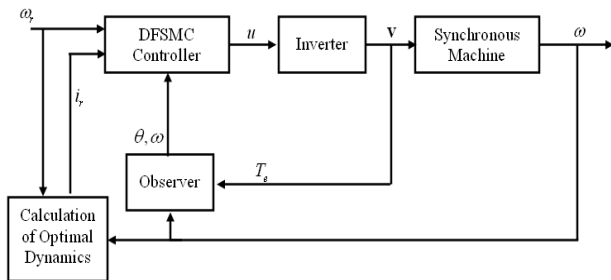 ω_r
DFSMC
Controller
u
Inverter
v
Synchronous
Machine
ω
i_r
θ, ω
Observer
T_e
Calculation
of Optimal
Dynamics